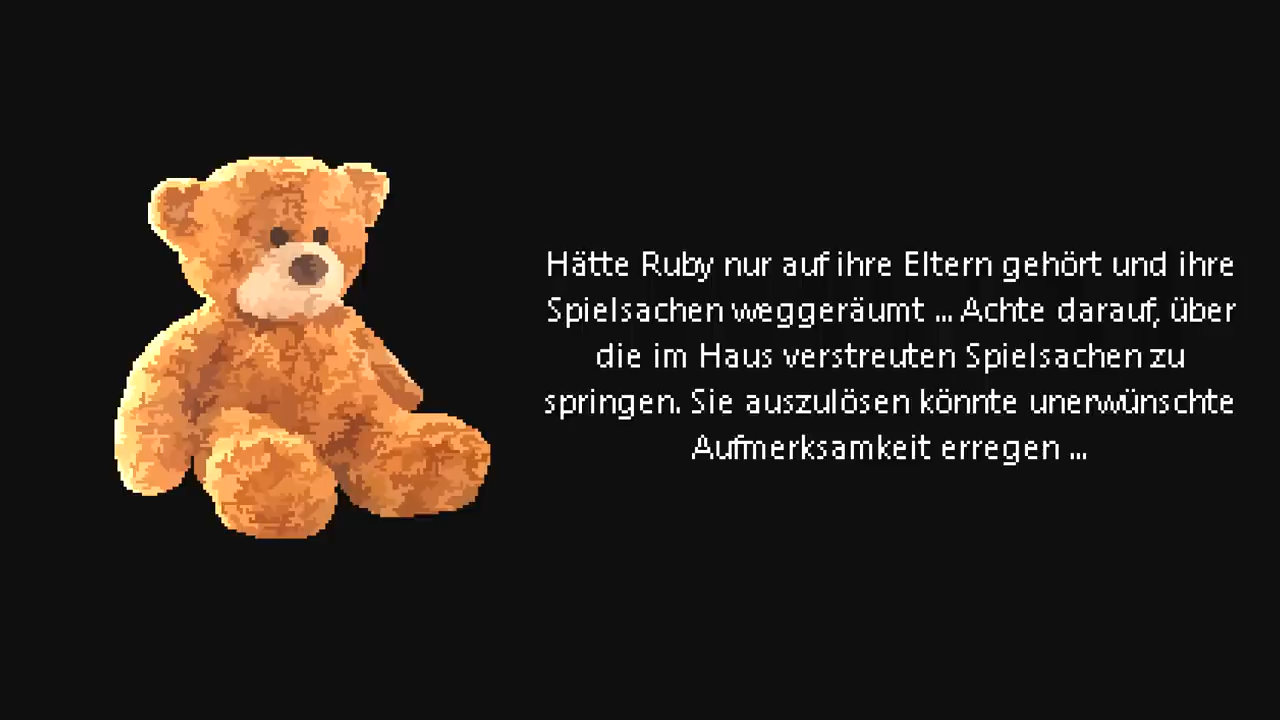 Hätte Ruby nur auf ihre Eltern gehört und ihre
Spielsachen weggeräumt ... Achte darauf, über
die im Haus verstreuten Spielsachen zu
springen. Sie auszulösen könnte unerwünschte
Aufmerksamkeit erregen ...